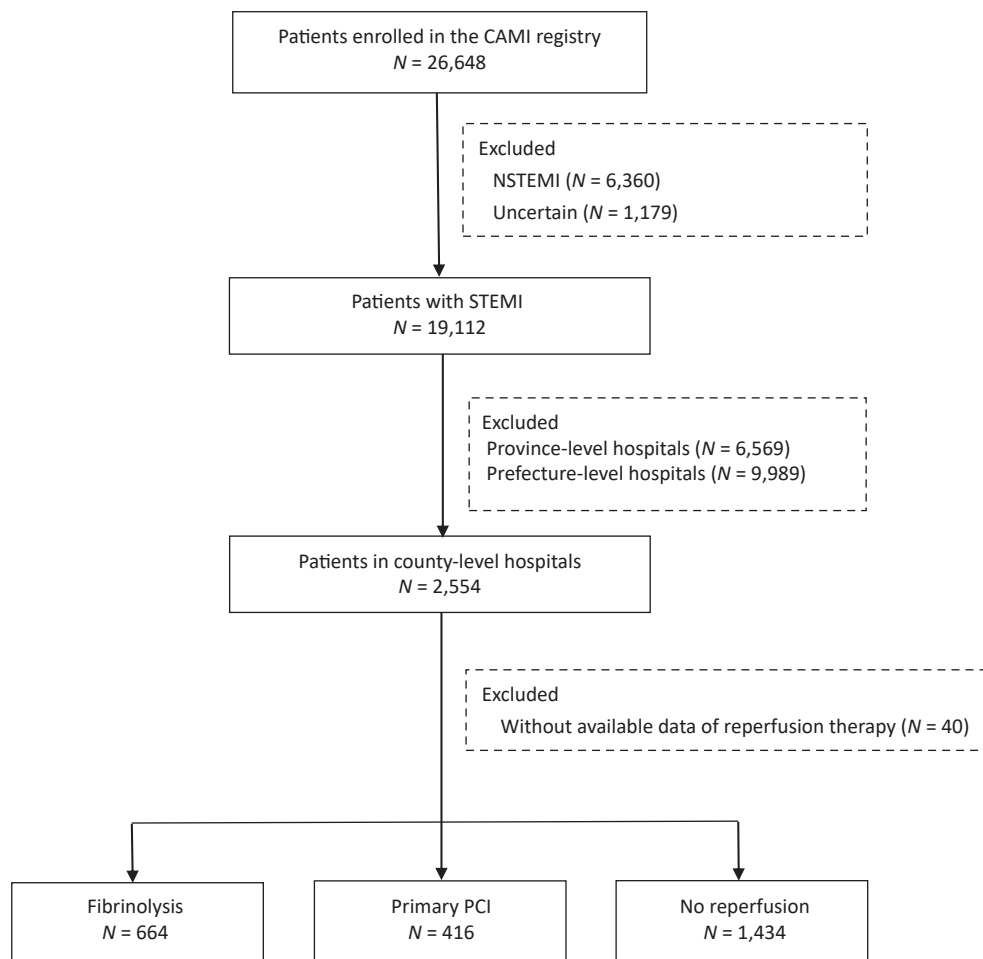 Patients enrolled in the CAMI registry
N = 26,648
Excluded
NSTEMI (N = 6,360)
Uncertain (N = 1,179)
Patients with STEMI
N = 19,112
Excluded
Province-level hospitals (N = 6,569)
Prefecture-level hospitals (N = 9,989)
Patients in county-level hospitals
N = 2,554
Excluded
Without available data of reperfusion therapy (N = 40)
Fibrinolysis
N = 664
Primary PCI
N = 416
No reperfusion
N = 1,434